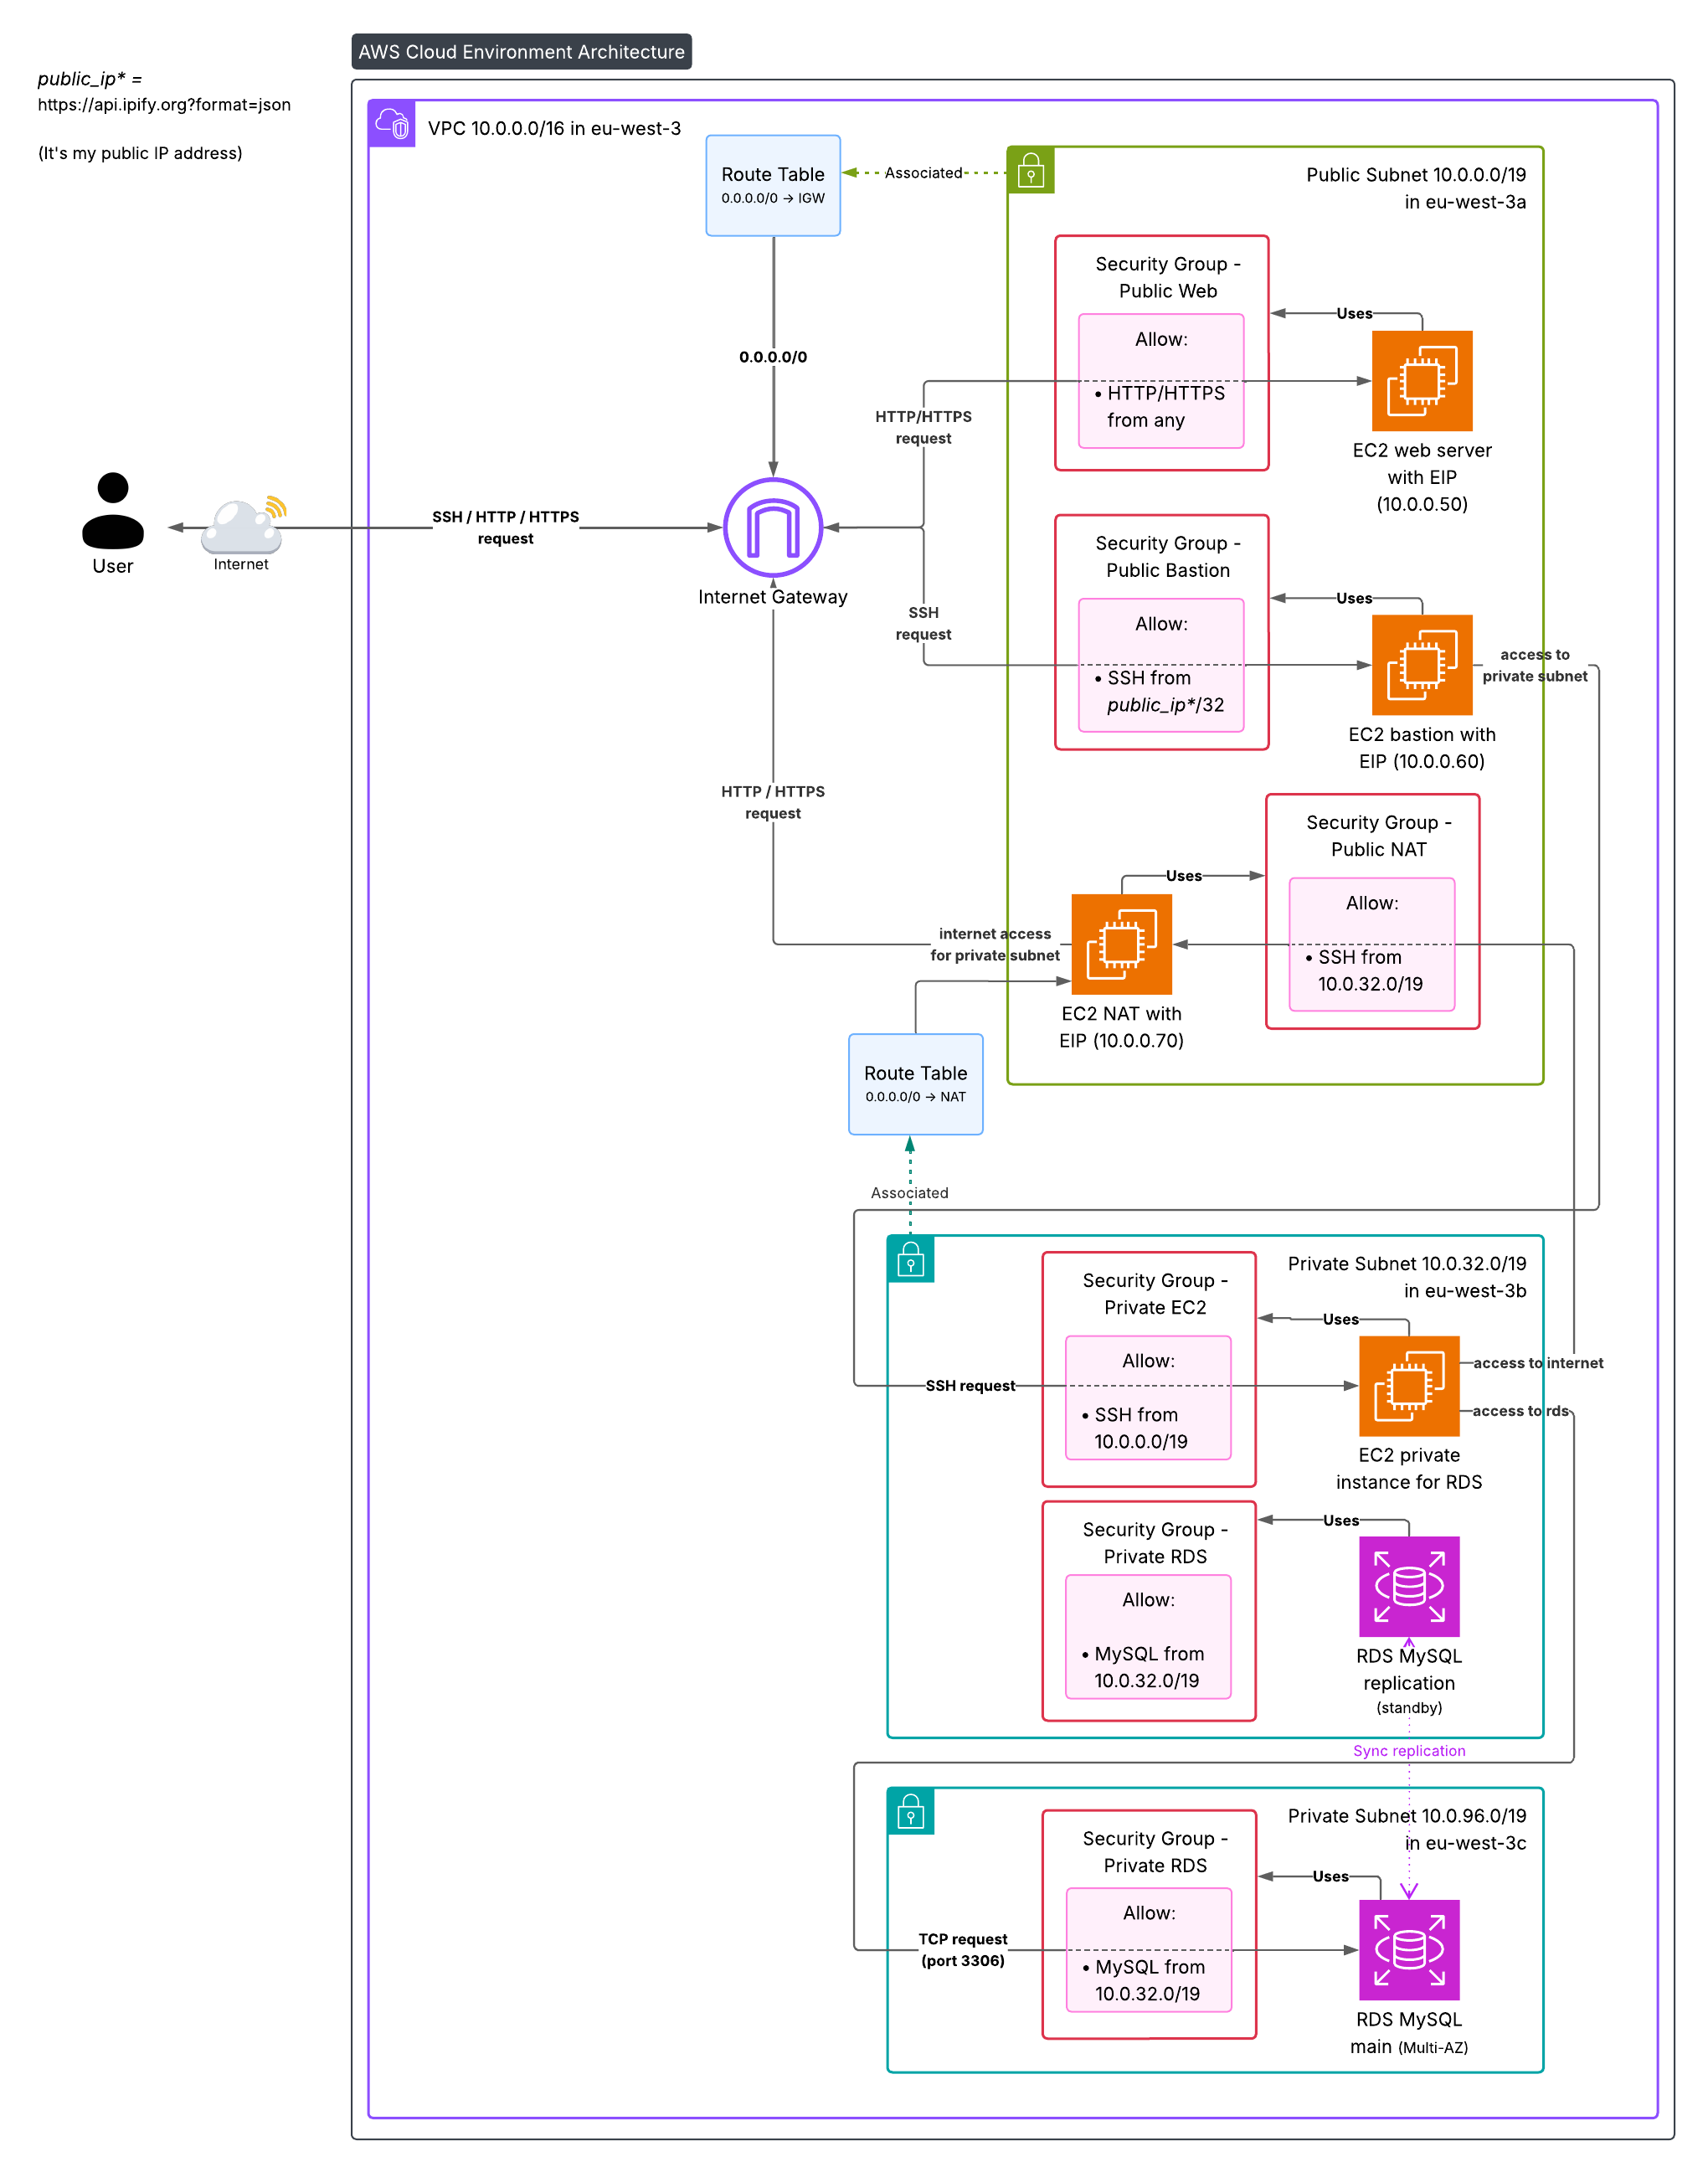 AWS Cloud Environment Architecture
public_ip* =
https://api.ipify.org?format=json
(It's my public IP address)
VPC 10.0.0.0/16 in eu-west-3
Route Table
0.0.0.0/0 → IGW
Associated
Public Subnet 10.0.0.0/19
in eu-west-3a
Security Group -
Public Web
Allow:
• HTTP/HTTPS
from any
Uses
EC2 web server
with EIP
(10.0.0.50)
0.0.0.0/0
HTTP/HTTPS
request
User
Internet
SSH / HTTP / HTTPS
request
Internet Gateway
SSH
request
Security Group -
Public Bastion
Allow:
• SSH from
public_ip*/32
Uses
EC2 bastion with
EIP (10.0.0.60)
access to
private subnet
HTTP / HTTPS
request
Security Group -
Public NAT
Allow:
• SSH from
10.0.32.0/19
Uses
internet access
for private subnet
EC2 NAT with
EIP (10.0.0.70)
Route Table
0.0.0.0/0 → NAT
Associated
Private Subnet 10.0.32.0/19
in eu-west-3b
Security Group -
Private EC2
Allow:
• SSH from
10.0.0.0/19
SSH request
Uses
access to internet
access to rds
EC2 private
instance for RDS
Security Group -
Private RDS
Allow:
• MySQL from
10.0.32.0/19
Uses
RDS MySQL
replication
(standby)
Sync replication
Private Subnet 10.0.96.0/19
in eu-west-3c
Security Group -
Private RDS
Allow:
• MySQL from
10.0.32.0/19
Uses
TCP request
(port 3306)
RDS MySQL
main (Multi-AZ)